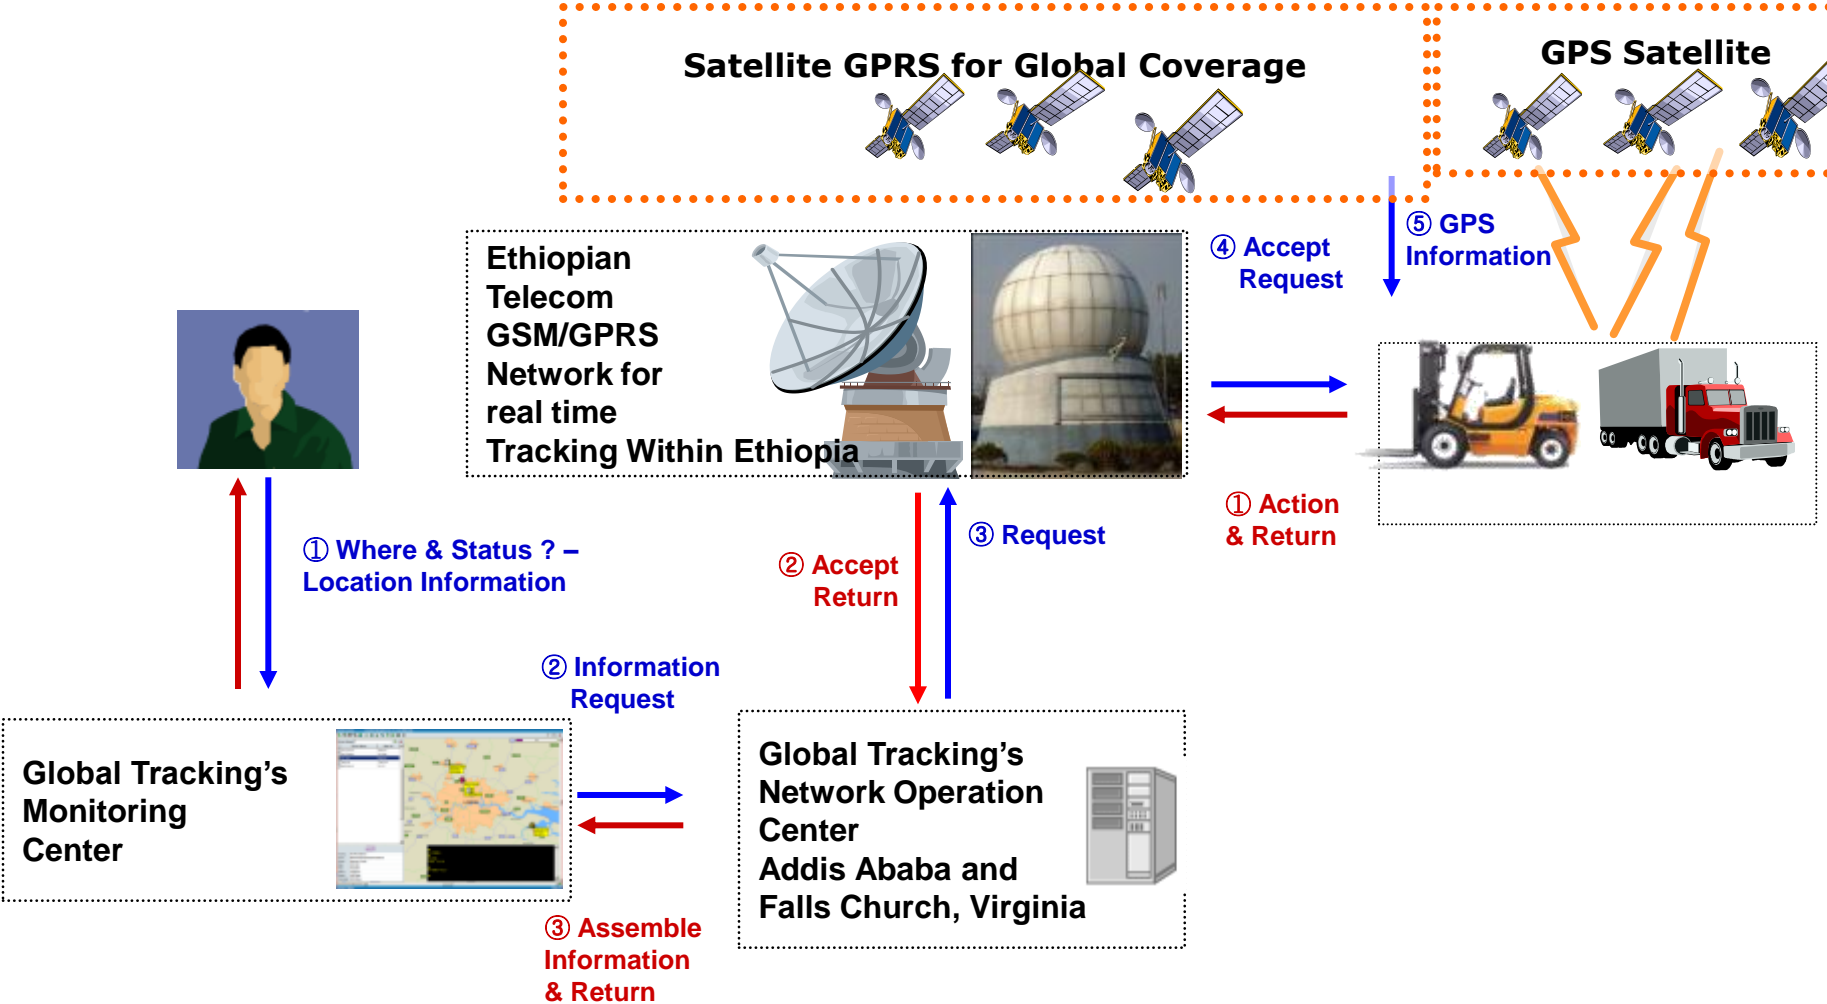 Satellite GPRS for Global Coverage
GPS Satellite
Ethiopian
Telecom
GSM/GPRS
Network for
real time
Tracking Within Ethiopia
④ Accept
Request
⑤ GPS
Information
① Action
& Return
③ Request
② Accept
Return
① Where & Status ? –
Location Information
② Information
Request
Global Tracking’s
Monitoring
Center
Global Tracking’s
Network Operation
Center
Addis Ababa and
Falls Church, Virginia
③ Assemble
Information
& Return